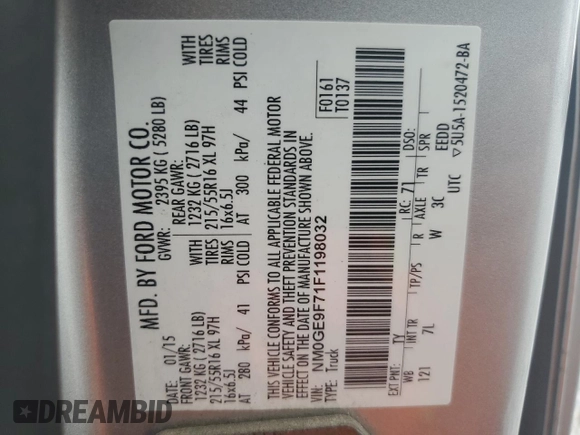 MFD. BY FORD MOTOR CO.
DATE: 01/15 GVWR: 2395 KG ( 5280 LB)
FRONT GAWR: REAR GAWR:
1232 KG ( 2716 LB) WITH 1232 KG ( 2716 LB) WITH
215/55R16 XL 97H TIRES 215/55R16 XL 97H TIRES
16x6.5J RIMS 16x6.5J RIMS
AT 280 kPa/ 41 PSI COLD AT 300 kPa/ 44 PSI COLD
THIS VEHICLE CONFORMS TO ALL APPLICABLE FEDERAL MOTOR
VEHICLE SAFETY AND THEFT PREVENTION STANDARDS IN
EFFECT ON THE DATE OF MANUFACTURE SHOWN ABOVE.
VIN: NM0GE9F71F1198032
TYPE: Truck
F0161
T0137
EXT PNT: TY RC: 71 DSO:
WB INT TR TP/PS R AXLE TR SPR
121 7L W 3C EEDD
UTC ▽5U5A-1520472-BA
DREAMBID